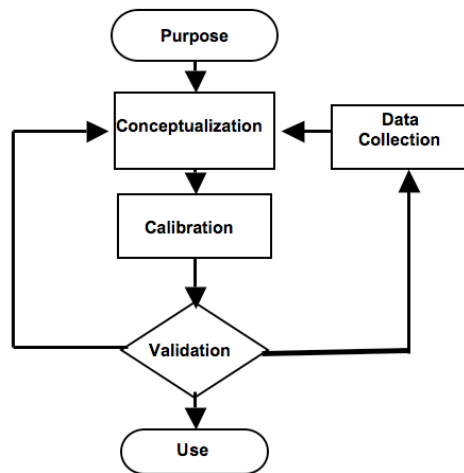 Purpose
Conceptualization
Data
Collection
Calibration
Validation
Use